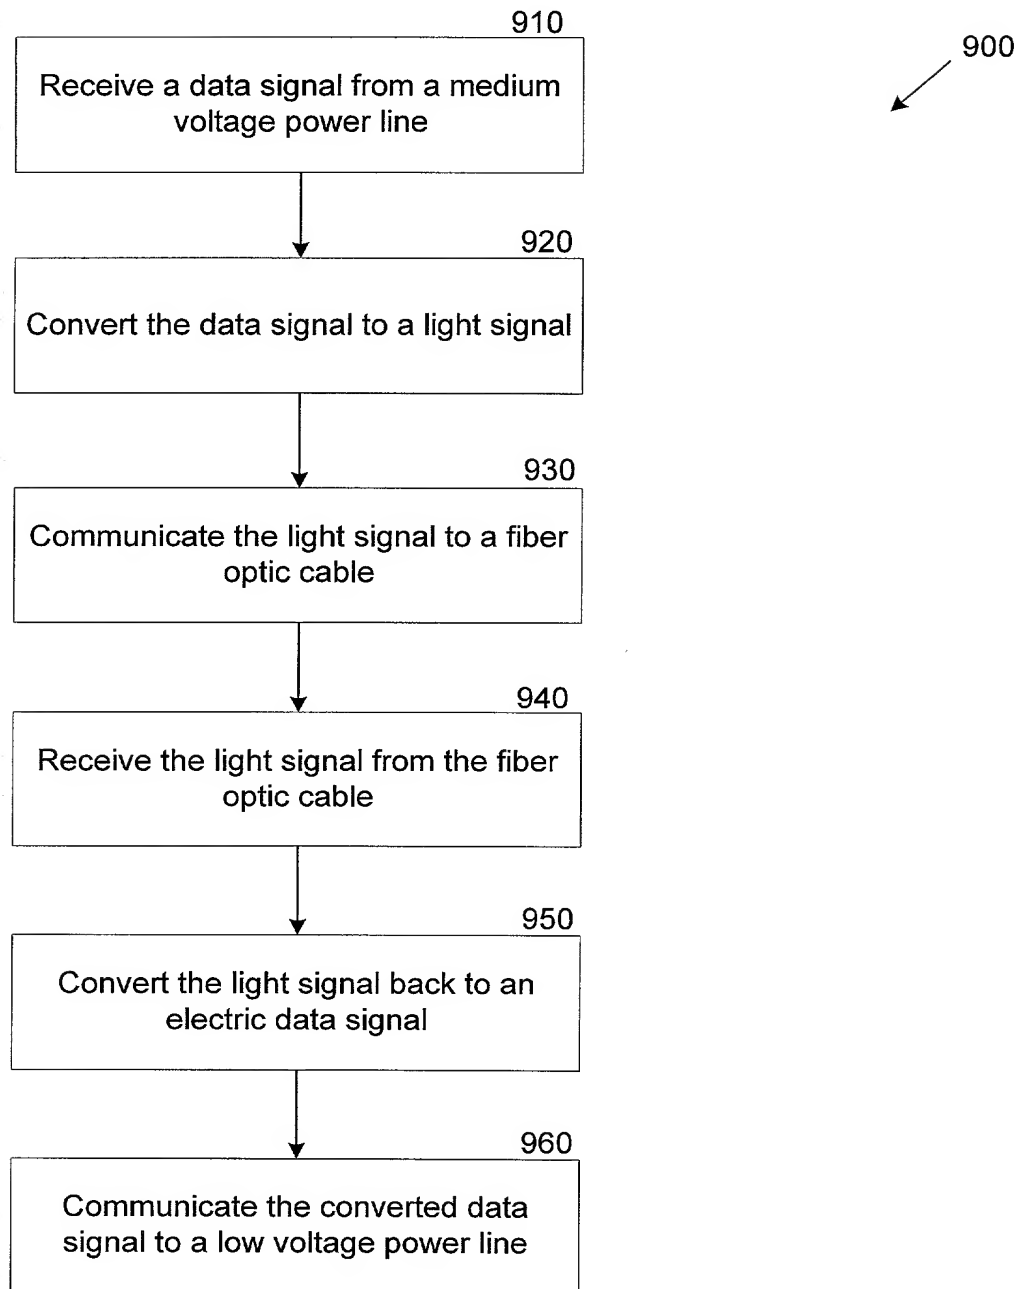 910
900
Receive a data signal from a medium
voltage power line
920
Convert the data signal to a light signal
930
Communicate the light signal to a fiber
optic cable
940
Receive the light signal from the fiber
optic cable
950
Convert the light signal back to an
electric data signal
960
Communicate the converted data
signal to a low voltage power line